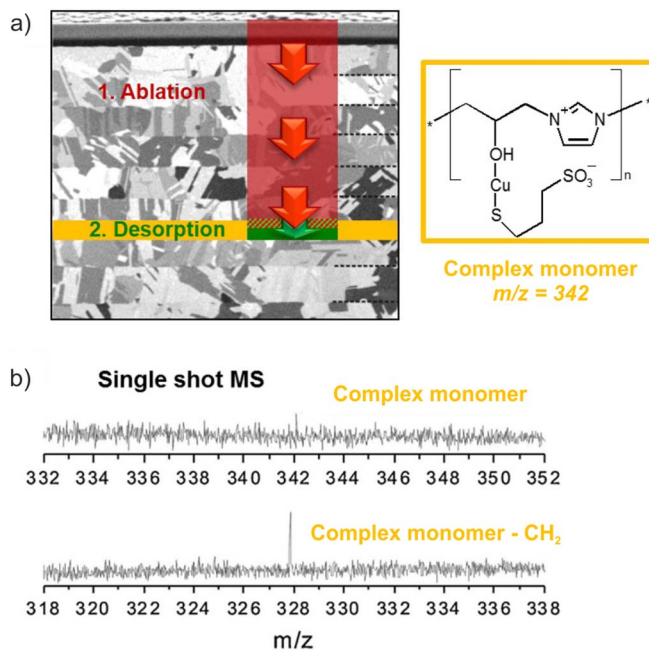 a)
1. Ablation
2. Desorption
*
N
+
N
*
n
OH
Cu
S
SO3−
Complex monomer
m/z = 342
b)
Single shot MS
Complex monomer
332 334 336 338 340 342 344 346 348 350 352
Complex monomer - CH₂
318 320 322 324 326 328 330 332 334 336 338
m/z